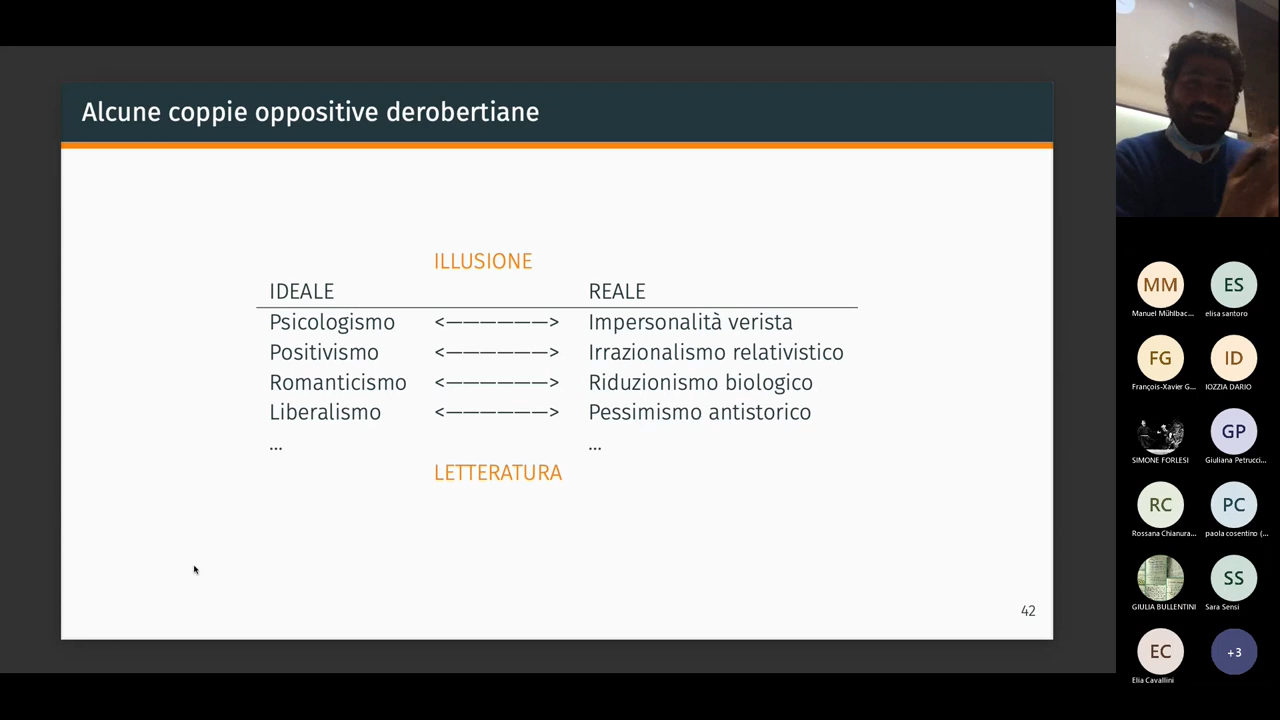 Alcune coppie oppositive derobertiane
ILLUSIONE
IDEALE REALE
Psicologismo <——————> Impersonalità verista
Positivismo <——————> Irrazionalismo relativistico
Romanticismo <——————> Riduzionismo biologico
Liberalismo <——————> Pessimismo antistorico
... ...
LETTERATURA
42
MM ES
Manuel Mühlbac... elisa santoro
FG ID
François-Xavier G... IOZZIA DARIO
GP
SIMONE FORLESI Giuliana Petrucci...
RC PC
Rossana Chianura... paola cosentino (...
SS
GIULIA BULLENTINI Sara Sensi
EC +3
Elia Cavallini